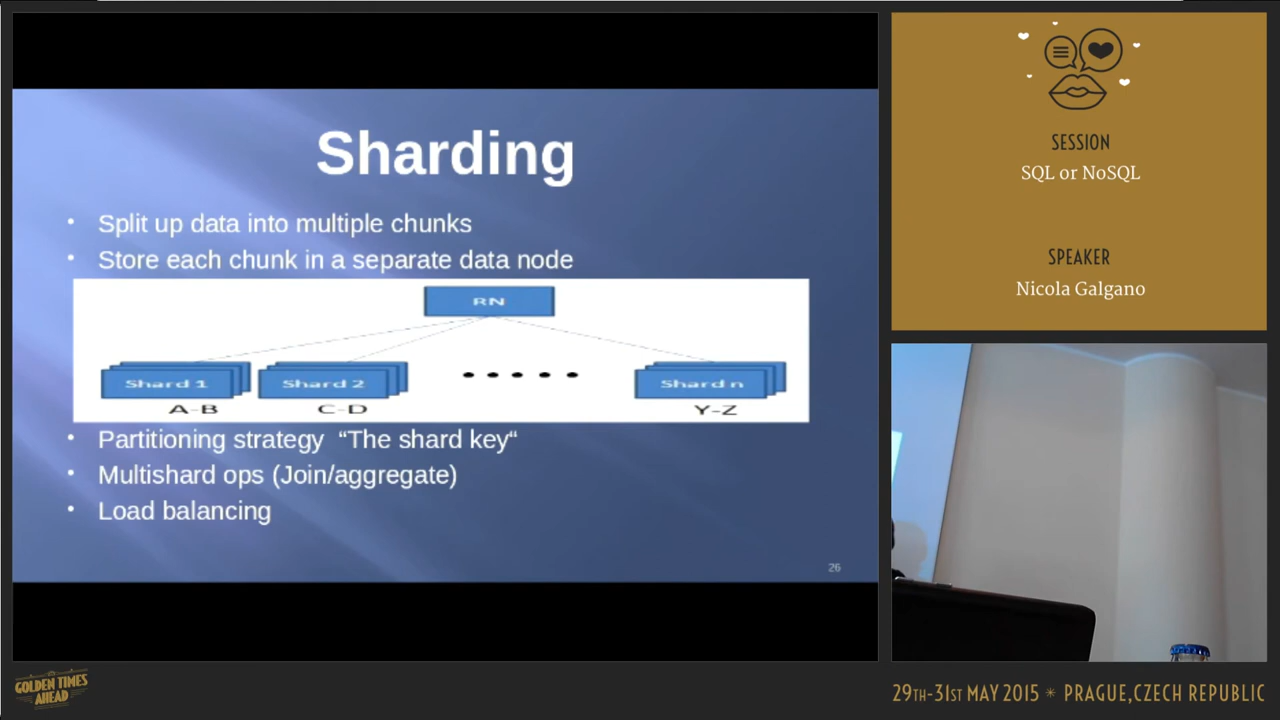 Sharding
• Split up data into multiple chunks
• Store each chunk in a separate data node
RN
Shard 1
Shard 2
Shard n
A-B
C-D
Y-Z
• Partitioning strategy “The shard key“
• Multishard ops (Join/aggregate)
• Load balancing
26
SESSION
SQL or NoSQL
SPEAKER
Nicola Galgano
GOLDEN TIMES
AHEAD
29TH-31ST MAY 2015 * PRAGUE,CZECH REPUBLIC